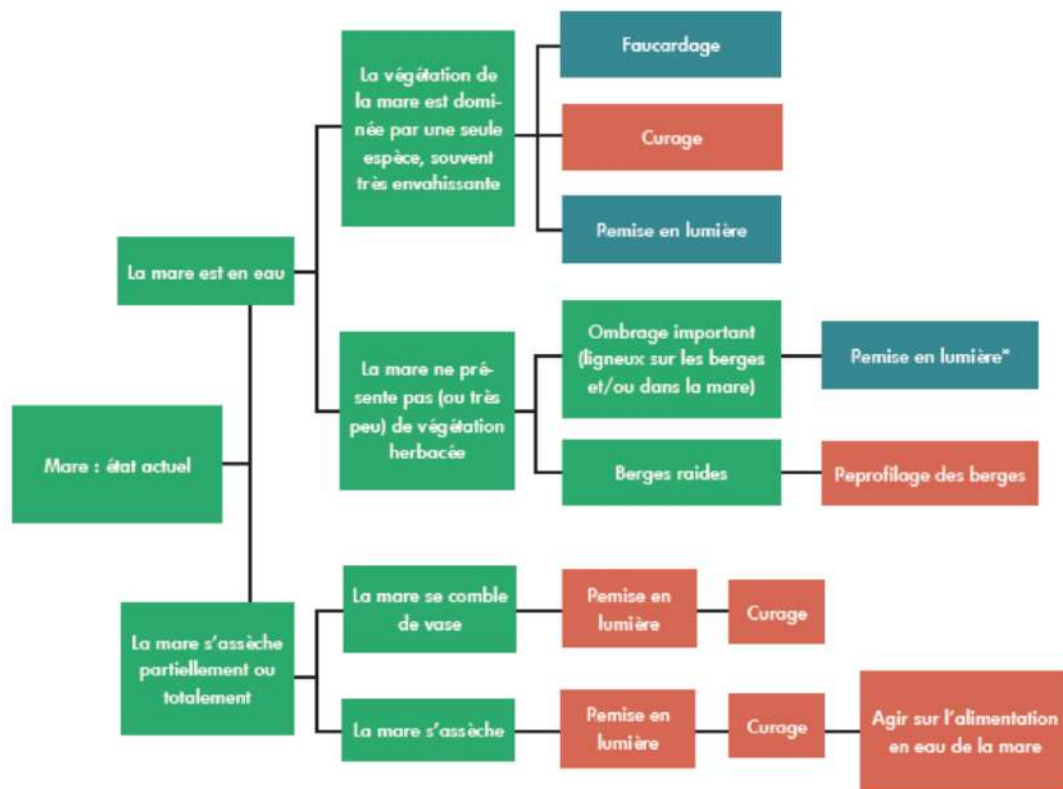 La végétation de
la mare est domi-
née par une seule
espèce, souvent
très envahissante
Faucardage
Curage
Pemise en lumière
La mare est en eau
La mare ne pré-
sente pas (ou très
peu) de végétation
herbacée
Ombrage important
(ligneux sur les berges
et/ou dans la mare)
Pemise en lumière*
Berges raides
Peprofilage des berges
Mare : état actuel
La mare s'assèche
partiellement ou
totalement
La mare se comble
de vase
Pemise en
lumière
Curage
La mare s'assèche
Pemise en
lumière
Curage
Agir sur l'alimentation
en eau de la mare